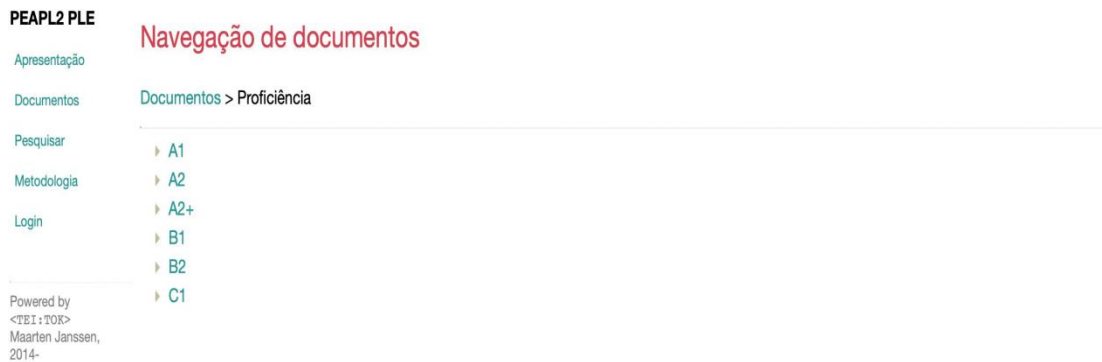 PEAPL2 PLE
Apresentação
Documentos
Pesquisar
Metodologia
Login
Powered by
<TEI:TOK>
Maarten Janssen,
2014-
Navegação de documentos
Documentos > Proficiência
A1
A2
A2+
B1
B2
C1